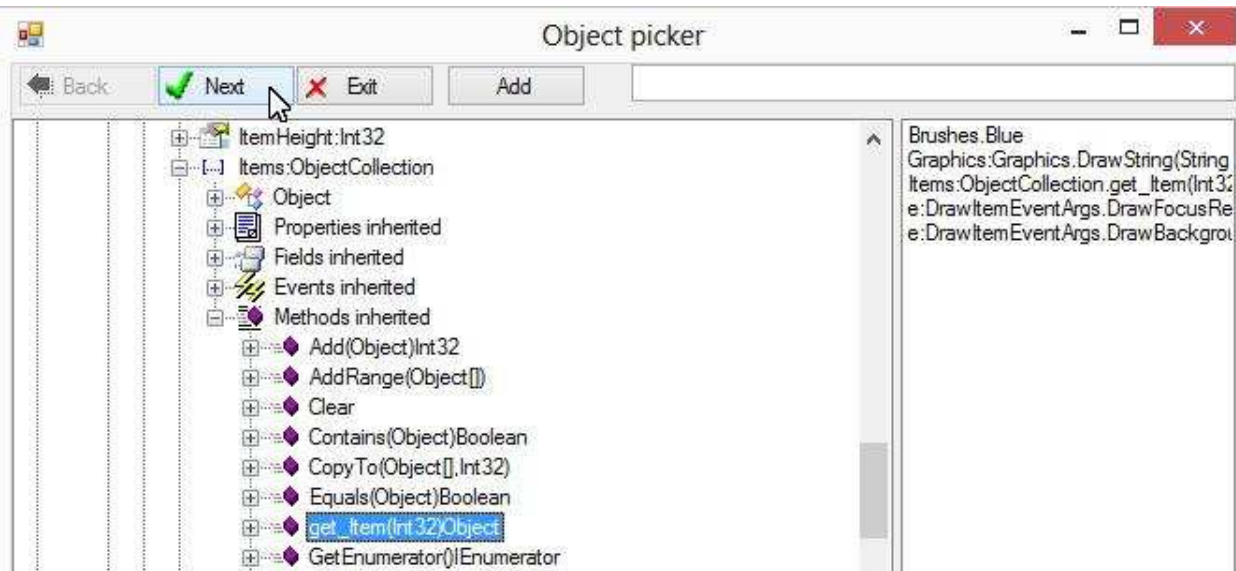 Object picker
Back Next Exit Add
ItemHeight:Int32
Items:ObjectCollection
Object
Properties inherited
Fields inherited
Events inherited
Methods inherited
Add(Object)Int32
AddRange(Object[])
Clear
Contains(Object)Boolean
CopyTo(Object[],Int32)
Equals(Object)Boolean
get_Item(Int32)Object
GetEnumerator()IEnumerator
Brushes.Blue
Graphics:Graphics.DrawString(String
Items:ObjectCollection.get_Item(Int32
e:DrawItemEventArgs.DrawFocusRe
e:DrawItemEventArgs.DrawBackgrou